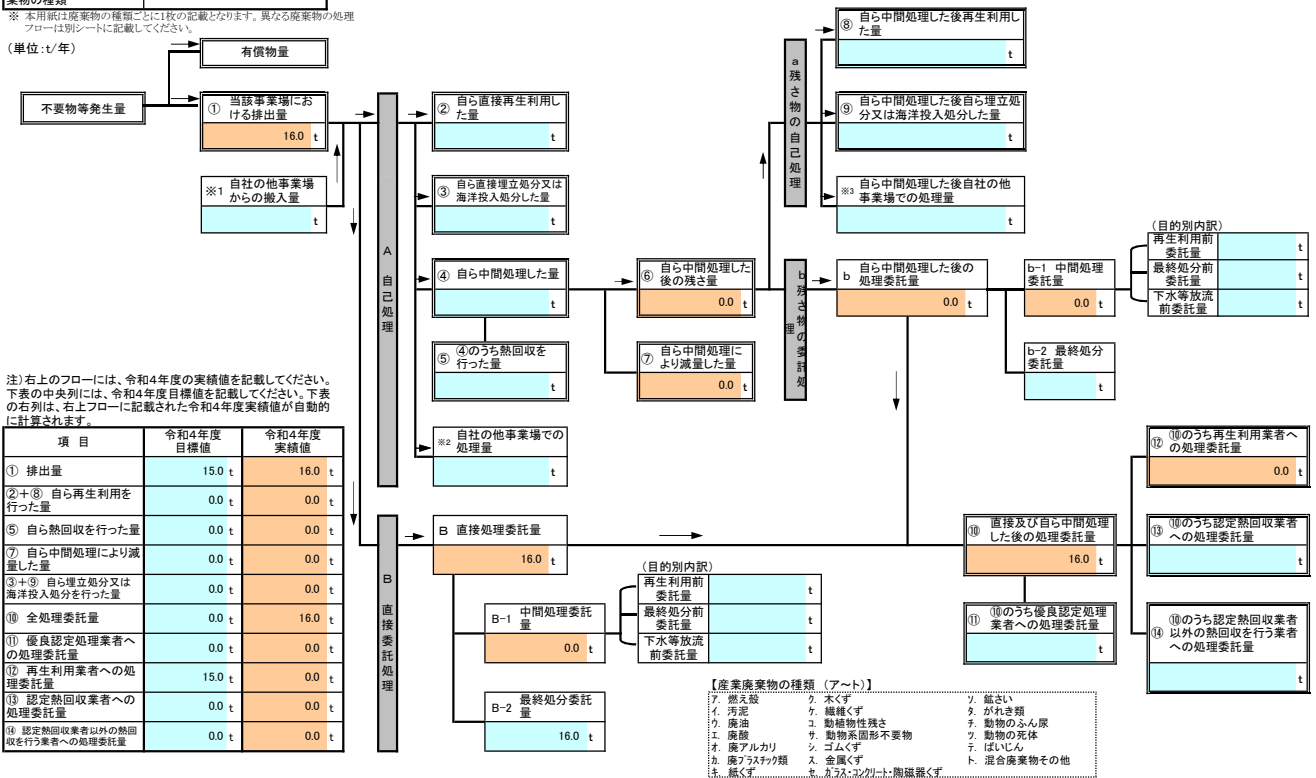 棄物の種類
※ 本用紙は廃棄物の種類ごとに1枚の記載となります。異なる廃棄物の処理
フローは別シートに記載してください。
(単位:t/年)
有償物量
不要物等発生量
① 当該事業場にお
ける排出量
16.0 t
※1 自社の他事業場
からの搬入量
t
A 自己処理
② 自ら直接再生利用し
た量
t
③ 自ら直接埋立処分又は
海洋投入処分した量
t
④ 自ら中間処理した量
t
⑤ ④のうち熱回収を
行った量
t
※2 自社の他事業場での
処理量
t
⑥ 自ら中間処理した
後の残さ量
0.0 t
⑦ 自ら中間処理に
より減量した量
0.0 t
a 残さ物の自己処理
⑧ 自ら中間処理した後再生利用し
た量
t
⑨ 自ら中間処理した後自ら埋立処
分又は海洋投入処分した量
t
※3 自ら中間処理した後自社の他
事業場での処理量
t
b 残さ物の委託処理
b 自ら中間処理した後の
処理委託量
0.0 t
b-1 中間処理
委託量
0.0 t
b-2 最終処分
委託量
t
(目的別内訳)
再生利用前
委託量
t
最終処分前
委託量
t
下水等放流
前委託量
t
注)右上のフローには、令和4年度の実績値を記載してください。
下表の中央列には、令和4年度目標値を記載してください。下表
の右列は、右上フローに記載された令和4年度実績値が自動的
に計算されます。
項 目 令和4年度 目標値 令和4年度 実績値
① 排出量 15.0 t 16.0 t
②+⑧ 自ら再生利用を
行った量 0.0 t 0.0 t
⑤ 自ら熱回収を行った量 0.0 t 0.0 t
⑦ 自ら中間処理により減
量した量 0.0 t 0.0 t
③+⑨ 自ら埋立処分又は
海洋投入処分を行った量 0.0 t 0.0 t
⑩ 全処理委託量 0.0 t 16.0 t
⑪ 優良認定処理業者へ
の処理委託量 0.0 t 0.0 t
⑫ 再生利用業者への処
理委託量 15.0 t 0.0 t
⑬ 認定熱回収業者への
処理委託量 0.0 t 0.0 t
⑭ 認定熱回収業者以外の熱回
収を行う業者への処理委託量 0.0 t 0.0 t
B 直接委託処理
B 直接処理委託量
16.0 t
B-1 中間処理委託
量
0.0 t
B-2 最終処分委託
量
16.0 t
(目的別内訳)
再生利用前
委託量
t
最終処分前
委託量
t
下水等放流
前委託量
t
⑩ 直接及び自ら中間処理
した後の処理委託量
16.0 t
⑪ ⑩のうち優良認定処理
業者への処理委託量
t
⑫ ⑩のうち再生利用業者へ
の処理委託量
0.0 t
⑬ ⑩のうち認定熱回収業者
への処理委託量
t
⑭ ⑩のうち認定熱回収業者
以外の熱回収を行う業者
への処理委託量
t
【産業廃棄物の種類 (ア~ト)】
ア. 燃え殻 ク. 木くず ソ. 鉱さい
イ. 汚泥 ケ. 繊維くず タ. がれき類
ウ. 廃油 コ. 動植物性残さ チ. 動物のふん尿
エ. 廃酸 サ. 動物系固形不要物 ツ. 動物の死体
オ. 廃アルカリ シ. ゴムくず テ. ばいじん
カ. 廃プラスチック類 ス. 金属くず ト. 混合廃棄物その他
キ. 紙くず セ. ガラス・コンクリート・陶磁器くず